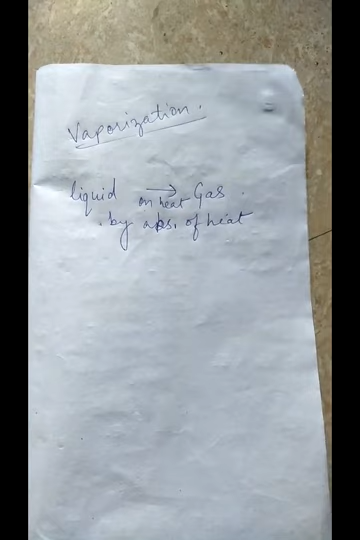 Vaporization.
liquid → Gas.
on heat
.by abs. of heat